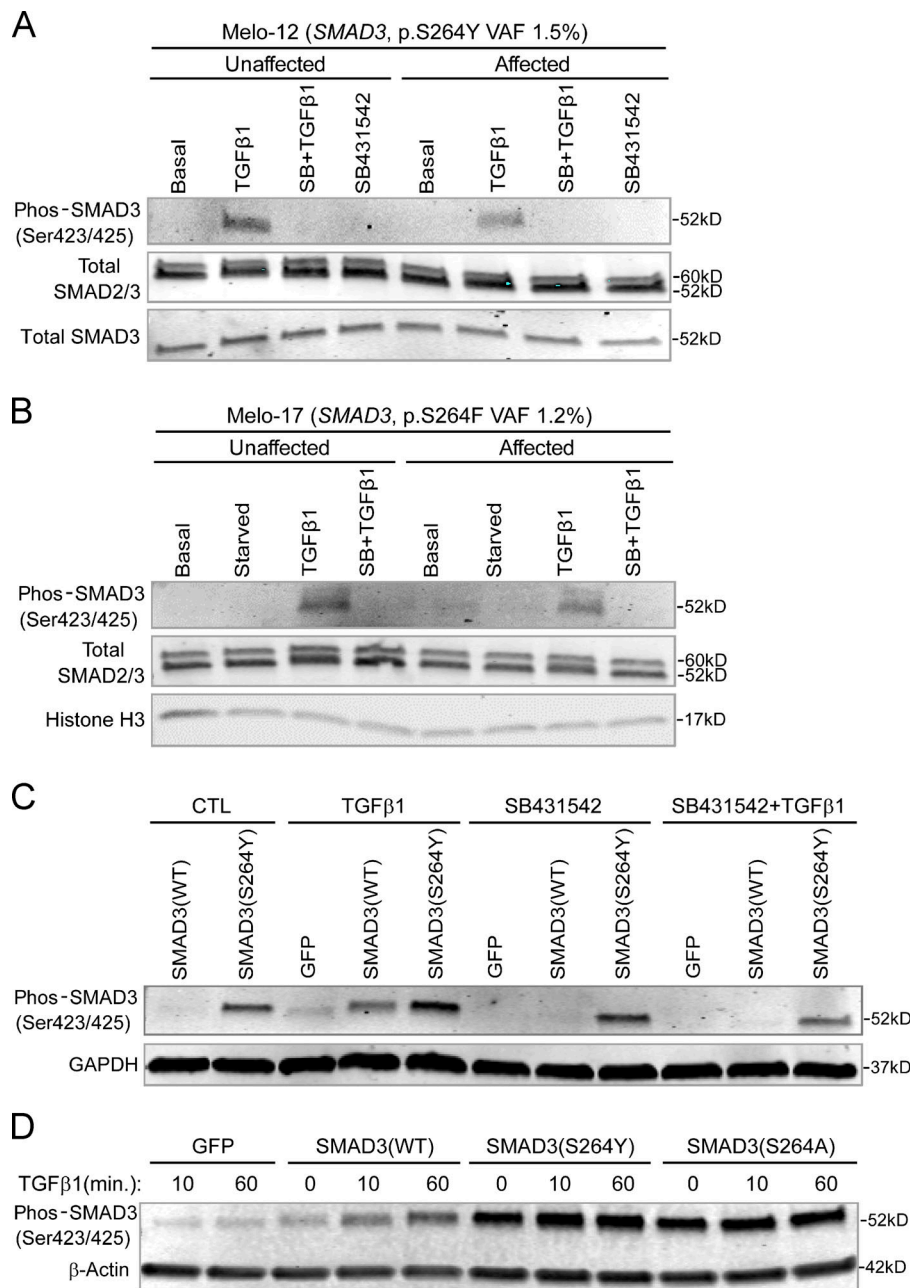 A
Melo-12 (SMAD3, p.S264Y VAF 1.5%)
Unaffected Affected
Basal TGFβ1 SB+TGFβ1 SB431542 Basal TGFβ1 SB+TGFβ1 SB431542
Phos-SMAD3
(Ser423/425)
-52kD
Total
SMAD2/3
-60kD
-52kD
Total SMAD3 -52kD
B
Melo-17 (SMAD3, p.S264F VAF 1.2%)
Unaffected Affected
Basal Starved TGFβ1 SB+TGFβ1 Basal Starved TGFβ1 SB+TGFβ1
Phos-SMAD3
(Ser423/425)
-52kD
Total
SMAD2/3
-60kD
-52kD
Histone H3 -17kD
C
CTL TGFβ1 SB431542 SB431542+TGFβ1
SMAD3(WT) SMAD3(S264Y) GFP SMAD3(WT) SMAD3(S264Y) GFP SMAD3(WT) SMAD3(S264Y) GFP SMAD3(WT) SMAD3(S264Y)
Phos-SMAD3
(Ser423/425)
-52kD
GAPDH -37kD
D
GFP SMAD3(WT) SMAD3(S264Y) SMAD3(S264A)
TGFβ1(min.): 10 60 0 10 60 0 10 60 0 10 60
Phos-SMAD3
(Ser423/425)
-52kD
β-Actin -42kD